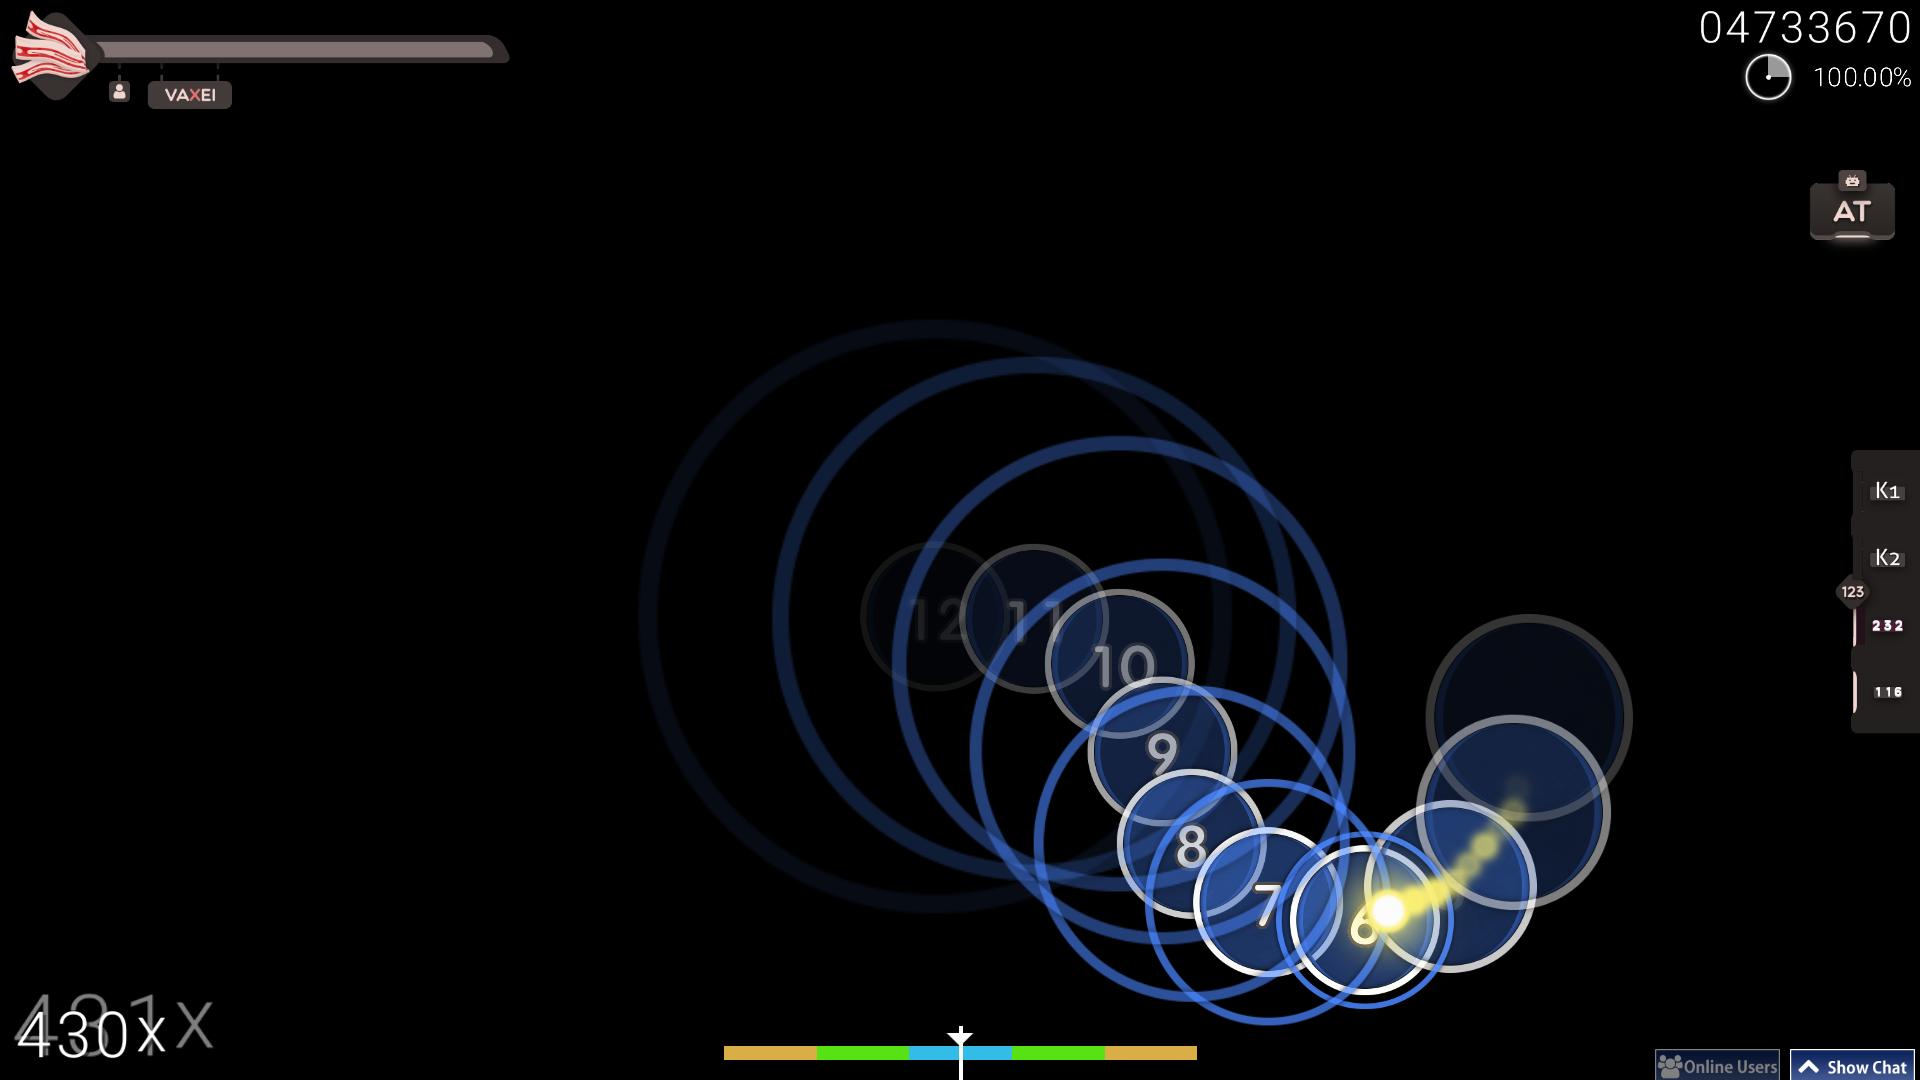 04733670
100.00%
VAXEI
AT
K1
K2
123
232
116
12
11
10
9
8
7
6
431x
430x
Online Users
Show Chat